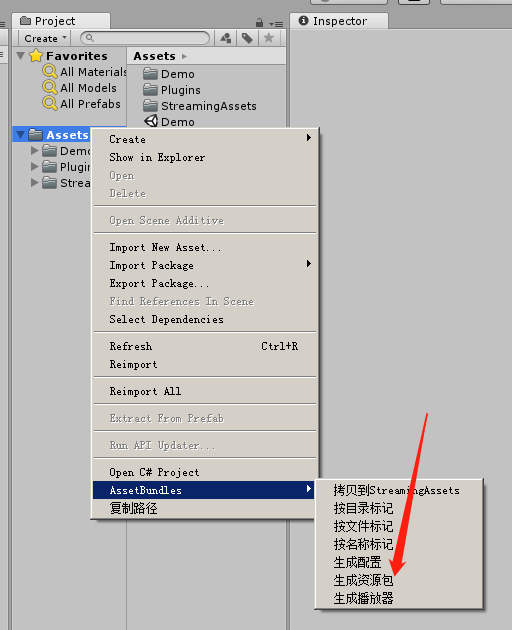 Project
Inspector
Create
Favorites
All Materials
All Models
All Prefabs
Assets
Demo
Plugins
StreamingAssets
Demo
Assets
Demo
Plugin
Strea
Create
Show in Explorer
Open
Delete
Open Scene Additive
Import New Asset...
Import Package
Export Package...
Find References In Scene
Select Dependencies
Refresh Ctrl+R
Reimport
Reimport All
Extract From Prefab
Run API Updater...
Open C# Project
AssetBundles
复制路径
拷贝到StreamingAssets
按目录标记
按文件标记
按名称标记
生成配置
生成资源包
生成播放器